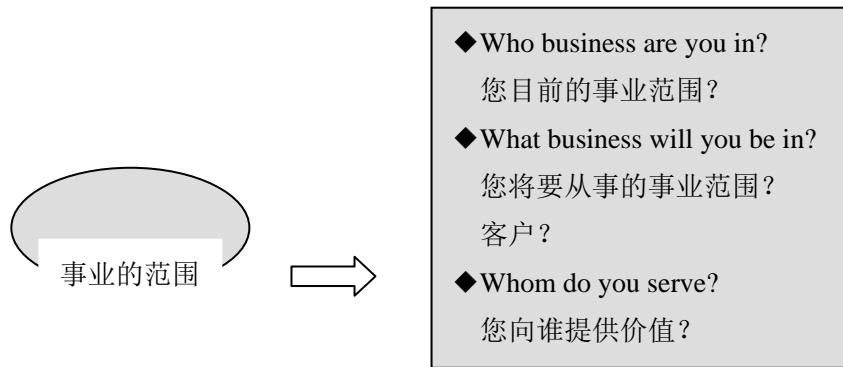 事业的范围
◆Who business are you in?
您目前的事业范围？
◆What business will you be in?
您将要从事的事业范围？
客户？
◆Whom do you serve?
您向谁提供价值？